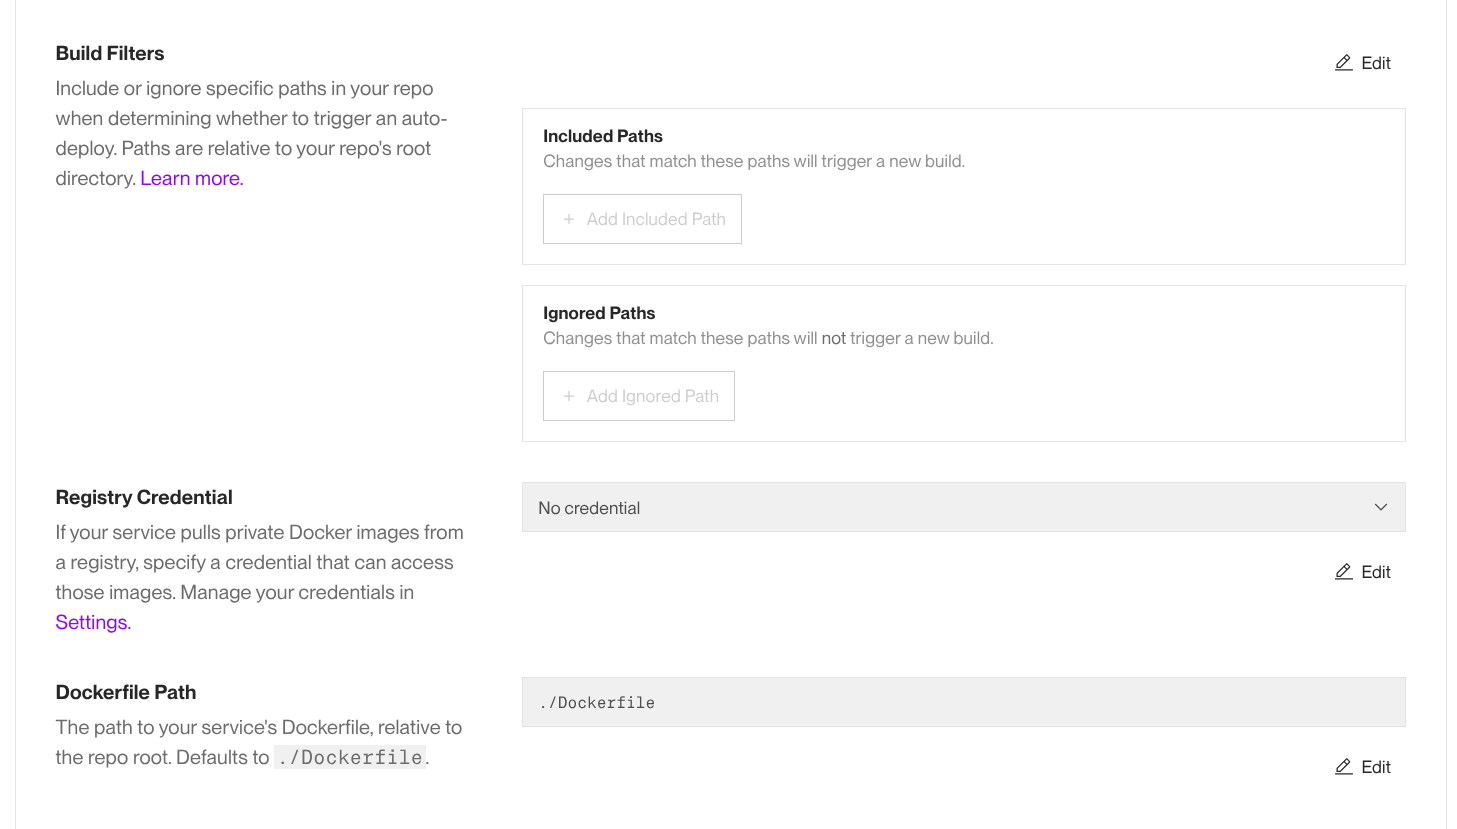 Build Filters
Include or ignore specific paths in your repo
when determining whether to trigger an auto-
deploy. Paths are relative to your repo's root
directory. Learn more.
Edit
Included Paths
Changes that match these paths will trigger a new build.
+ Add Included Path
Ignored Paths
Changes that match these paths will not trigger a new build.
+ Add Ignored Path
Registry Credential
If your service pulls private Docker images from
a registry, specify a credential that can access
those images. Manage your credentials in
Settings.
No credential
Edit
Dockerfile Path
The path to your service's Dockerfile, relative to
the repo root. Defaults to ./Dockerfile.
./Dockerfile
Edit